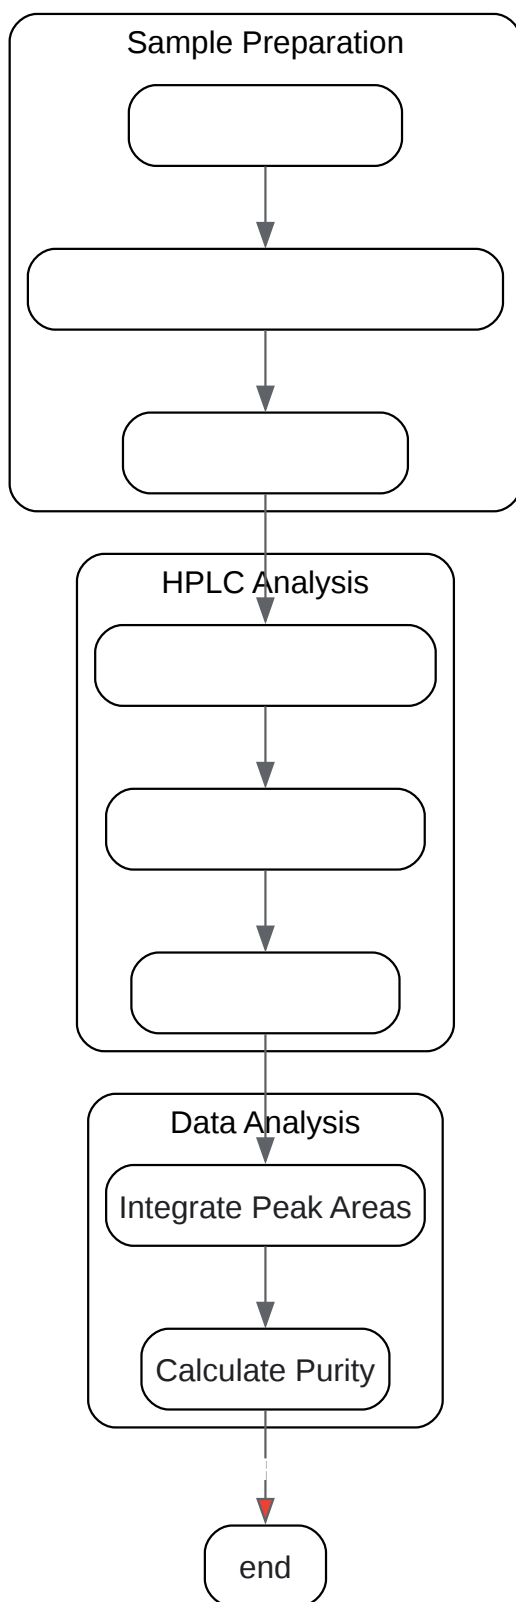 Sample Preparation
HPLC Analysis
Data Analysis
Integrate Peak Areas
Calculate Purity
end